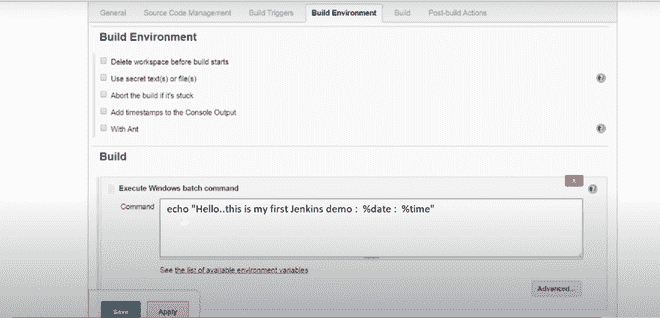 General Source Code Management Build Triggers Build Environment Build Post-build Actions
Build Environment
Delete workspace before build starts
Use secret text(s) or file(s)
Abort the build if it's stuck
Add timestamps to the Console Output
With Ant
Build
X
Execute Windows batch command
Command
echo "Hello..this is my first Jenkins demo :  %date :  %time"
See the list of available environment variables
Advanced...
Save Apply